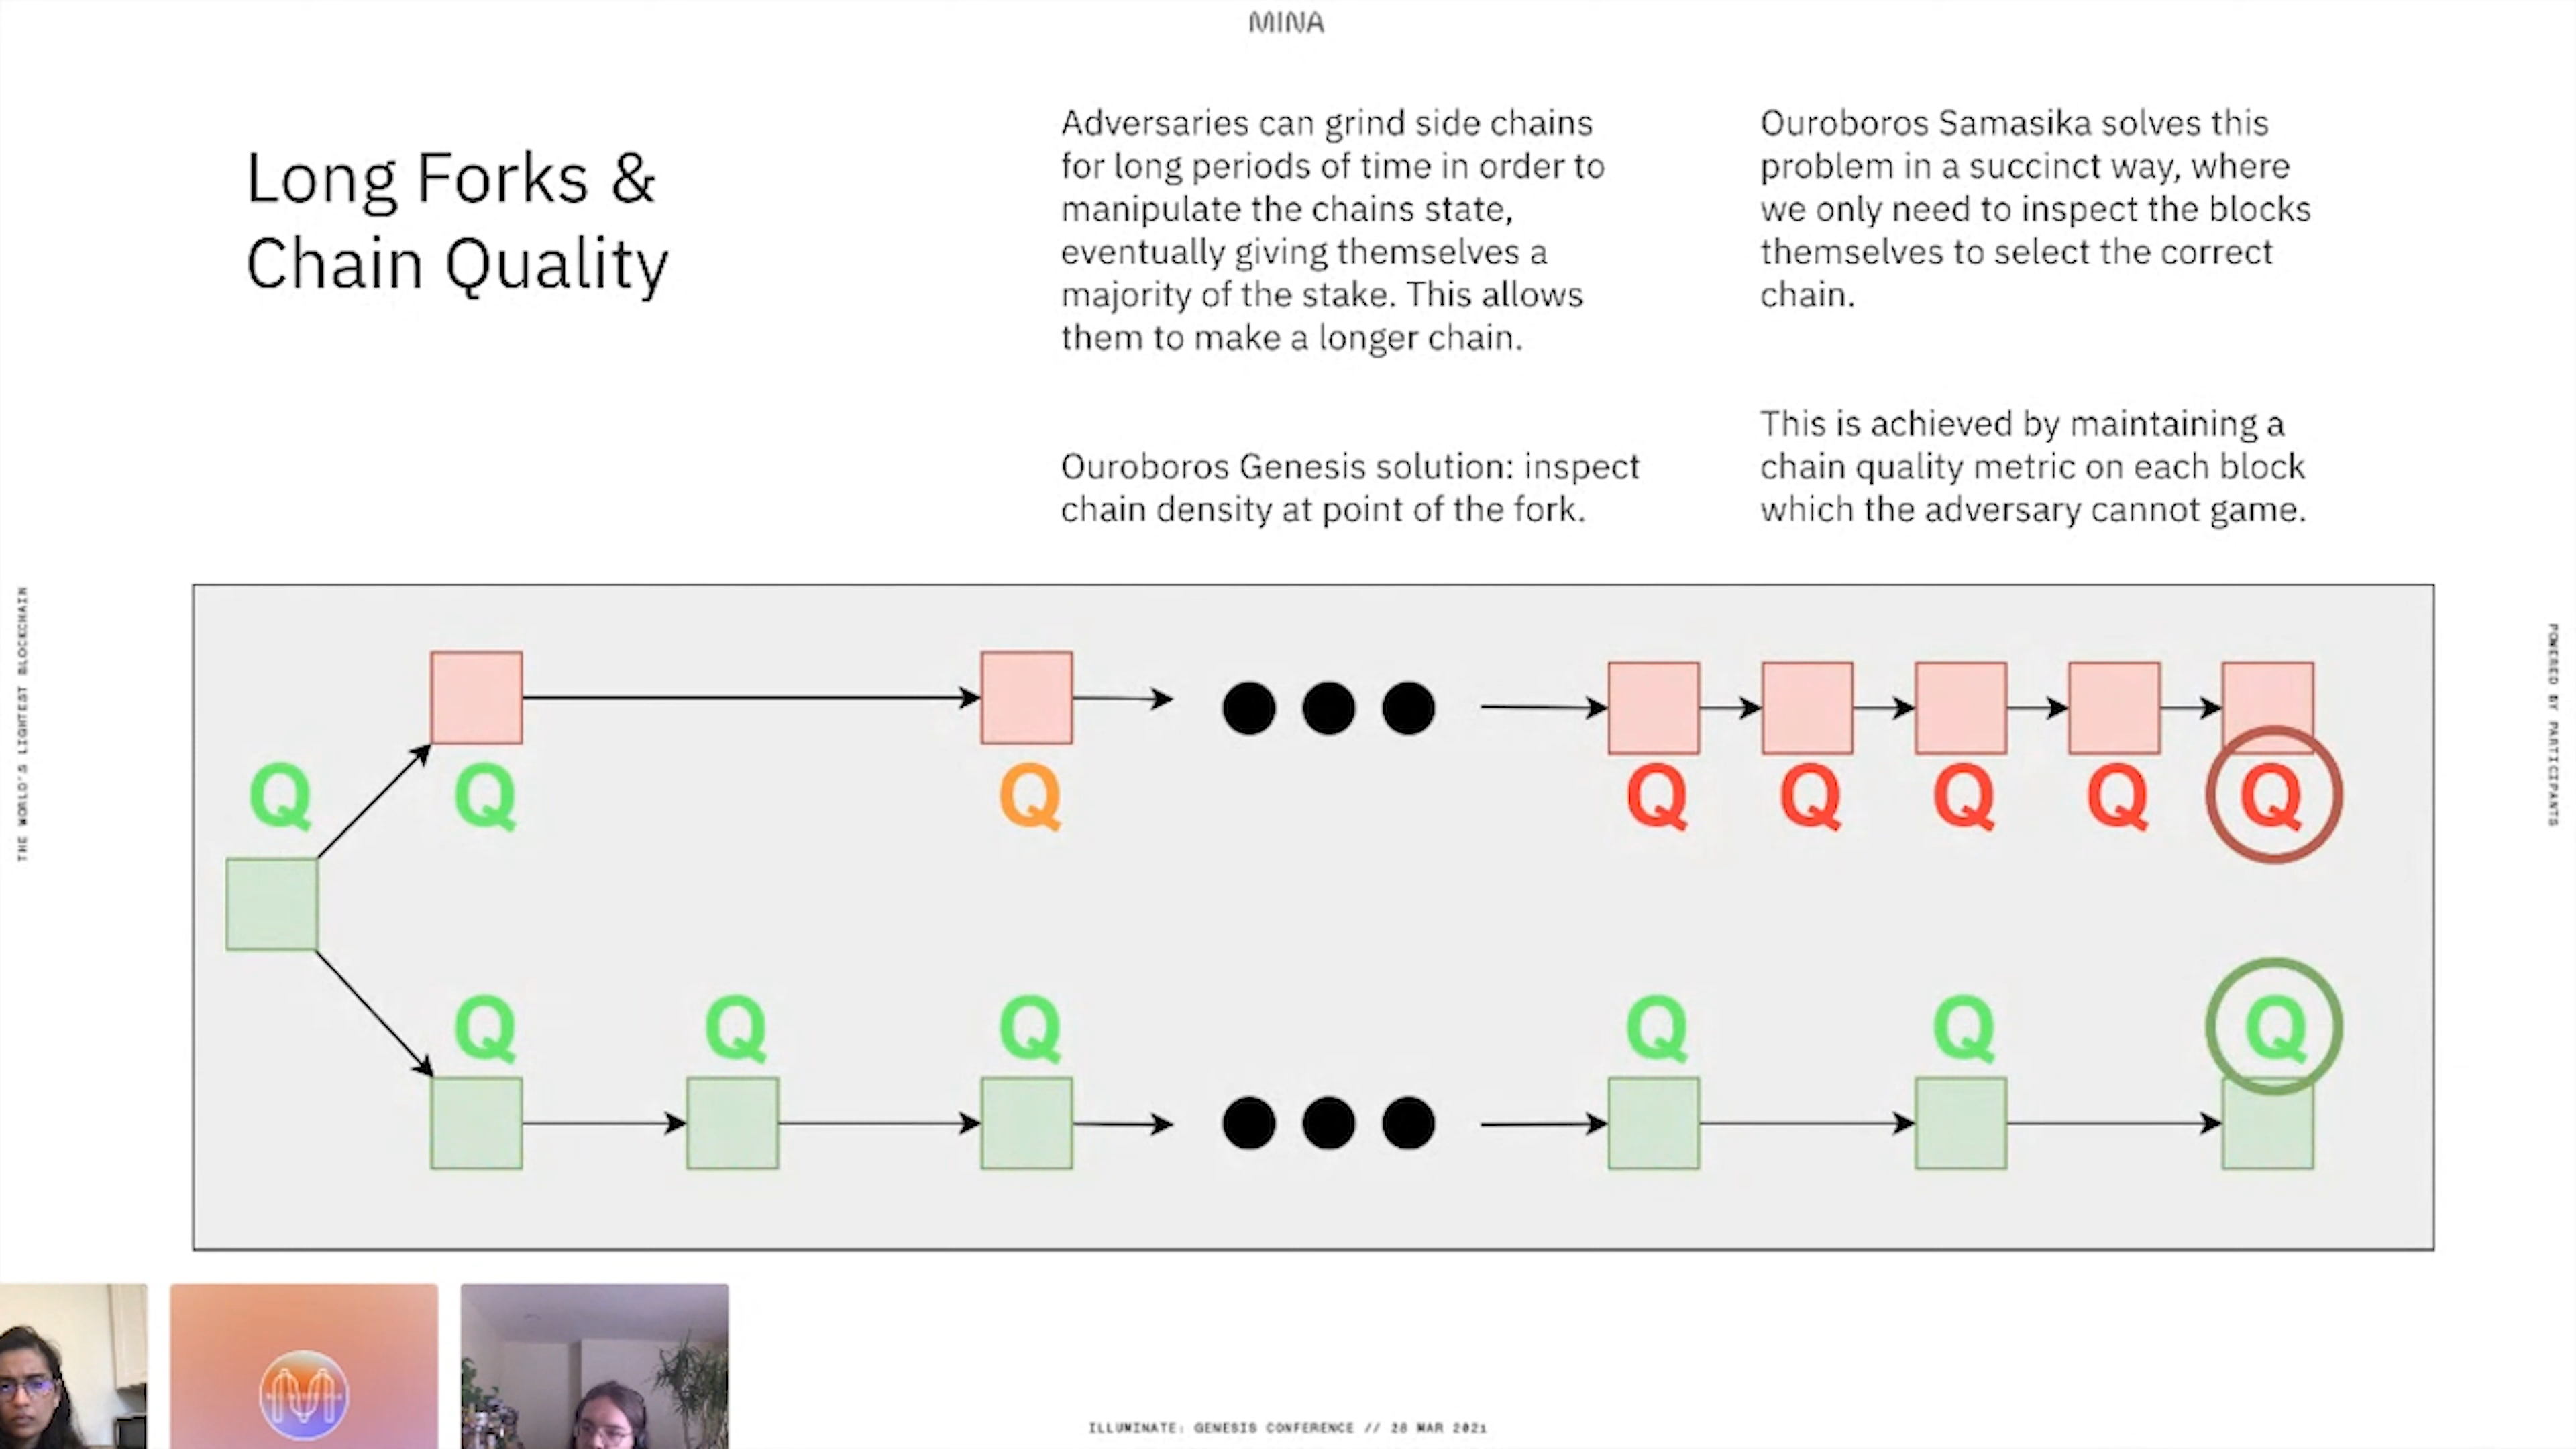 MINA
Long Forks &
Chain Quality
Adversaries can grind side chains
for long periods of time in order to
manipulate the chains state,
eventually giving themselves a
majority of the stake. This allows
them to make a longer chain.
Ouroboros Genesis solution: inspect
chain density at point of the fork.
Ouroboros Samasika solves this
problem in a succinct way, where
we only need to inspect the blocks
themselves to select the correct
chain.
This is achieved by maintaining a
chain quality metric on each block
which the adversary cannot game.
THE WORLD'S LIGHTEST BLOCKCHAIN
POWERED BY PARTICIPANTS
Q Q Q Q Q Q Q Q
Q Q Q Q Q Q
ILLUMINATE: GENESIS CONFERENCE // 28 MAR 2021